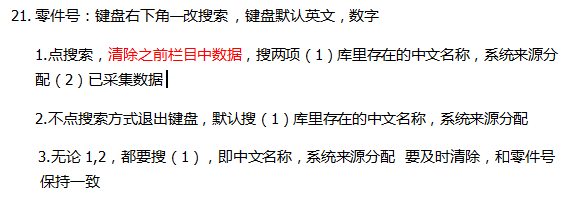 21. 零件号：键盘右下角—改搜索，键盘默认英文，数字
1.点搜索，清除之前栏目中数据，搜两项（1）库里存在的中文名称，系统来源分
配（2）已采集数据
2.不点搜索方式退出键盘，默认搜（1）库里存在的中文名称，系统来源分配
3.无论 1,2，都要搜（1），即中文名称，系统来源分配  要及时清除，和零件号
保持一致